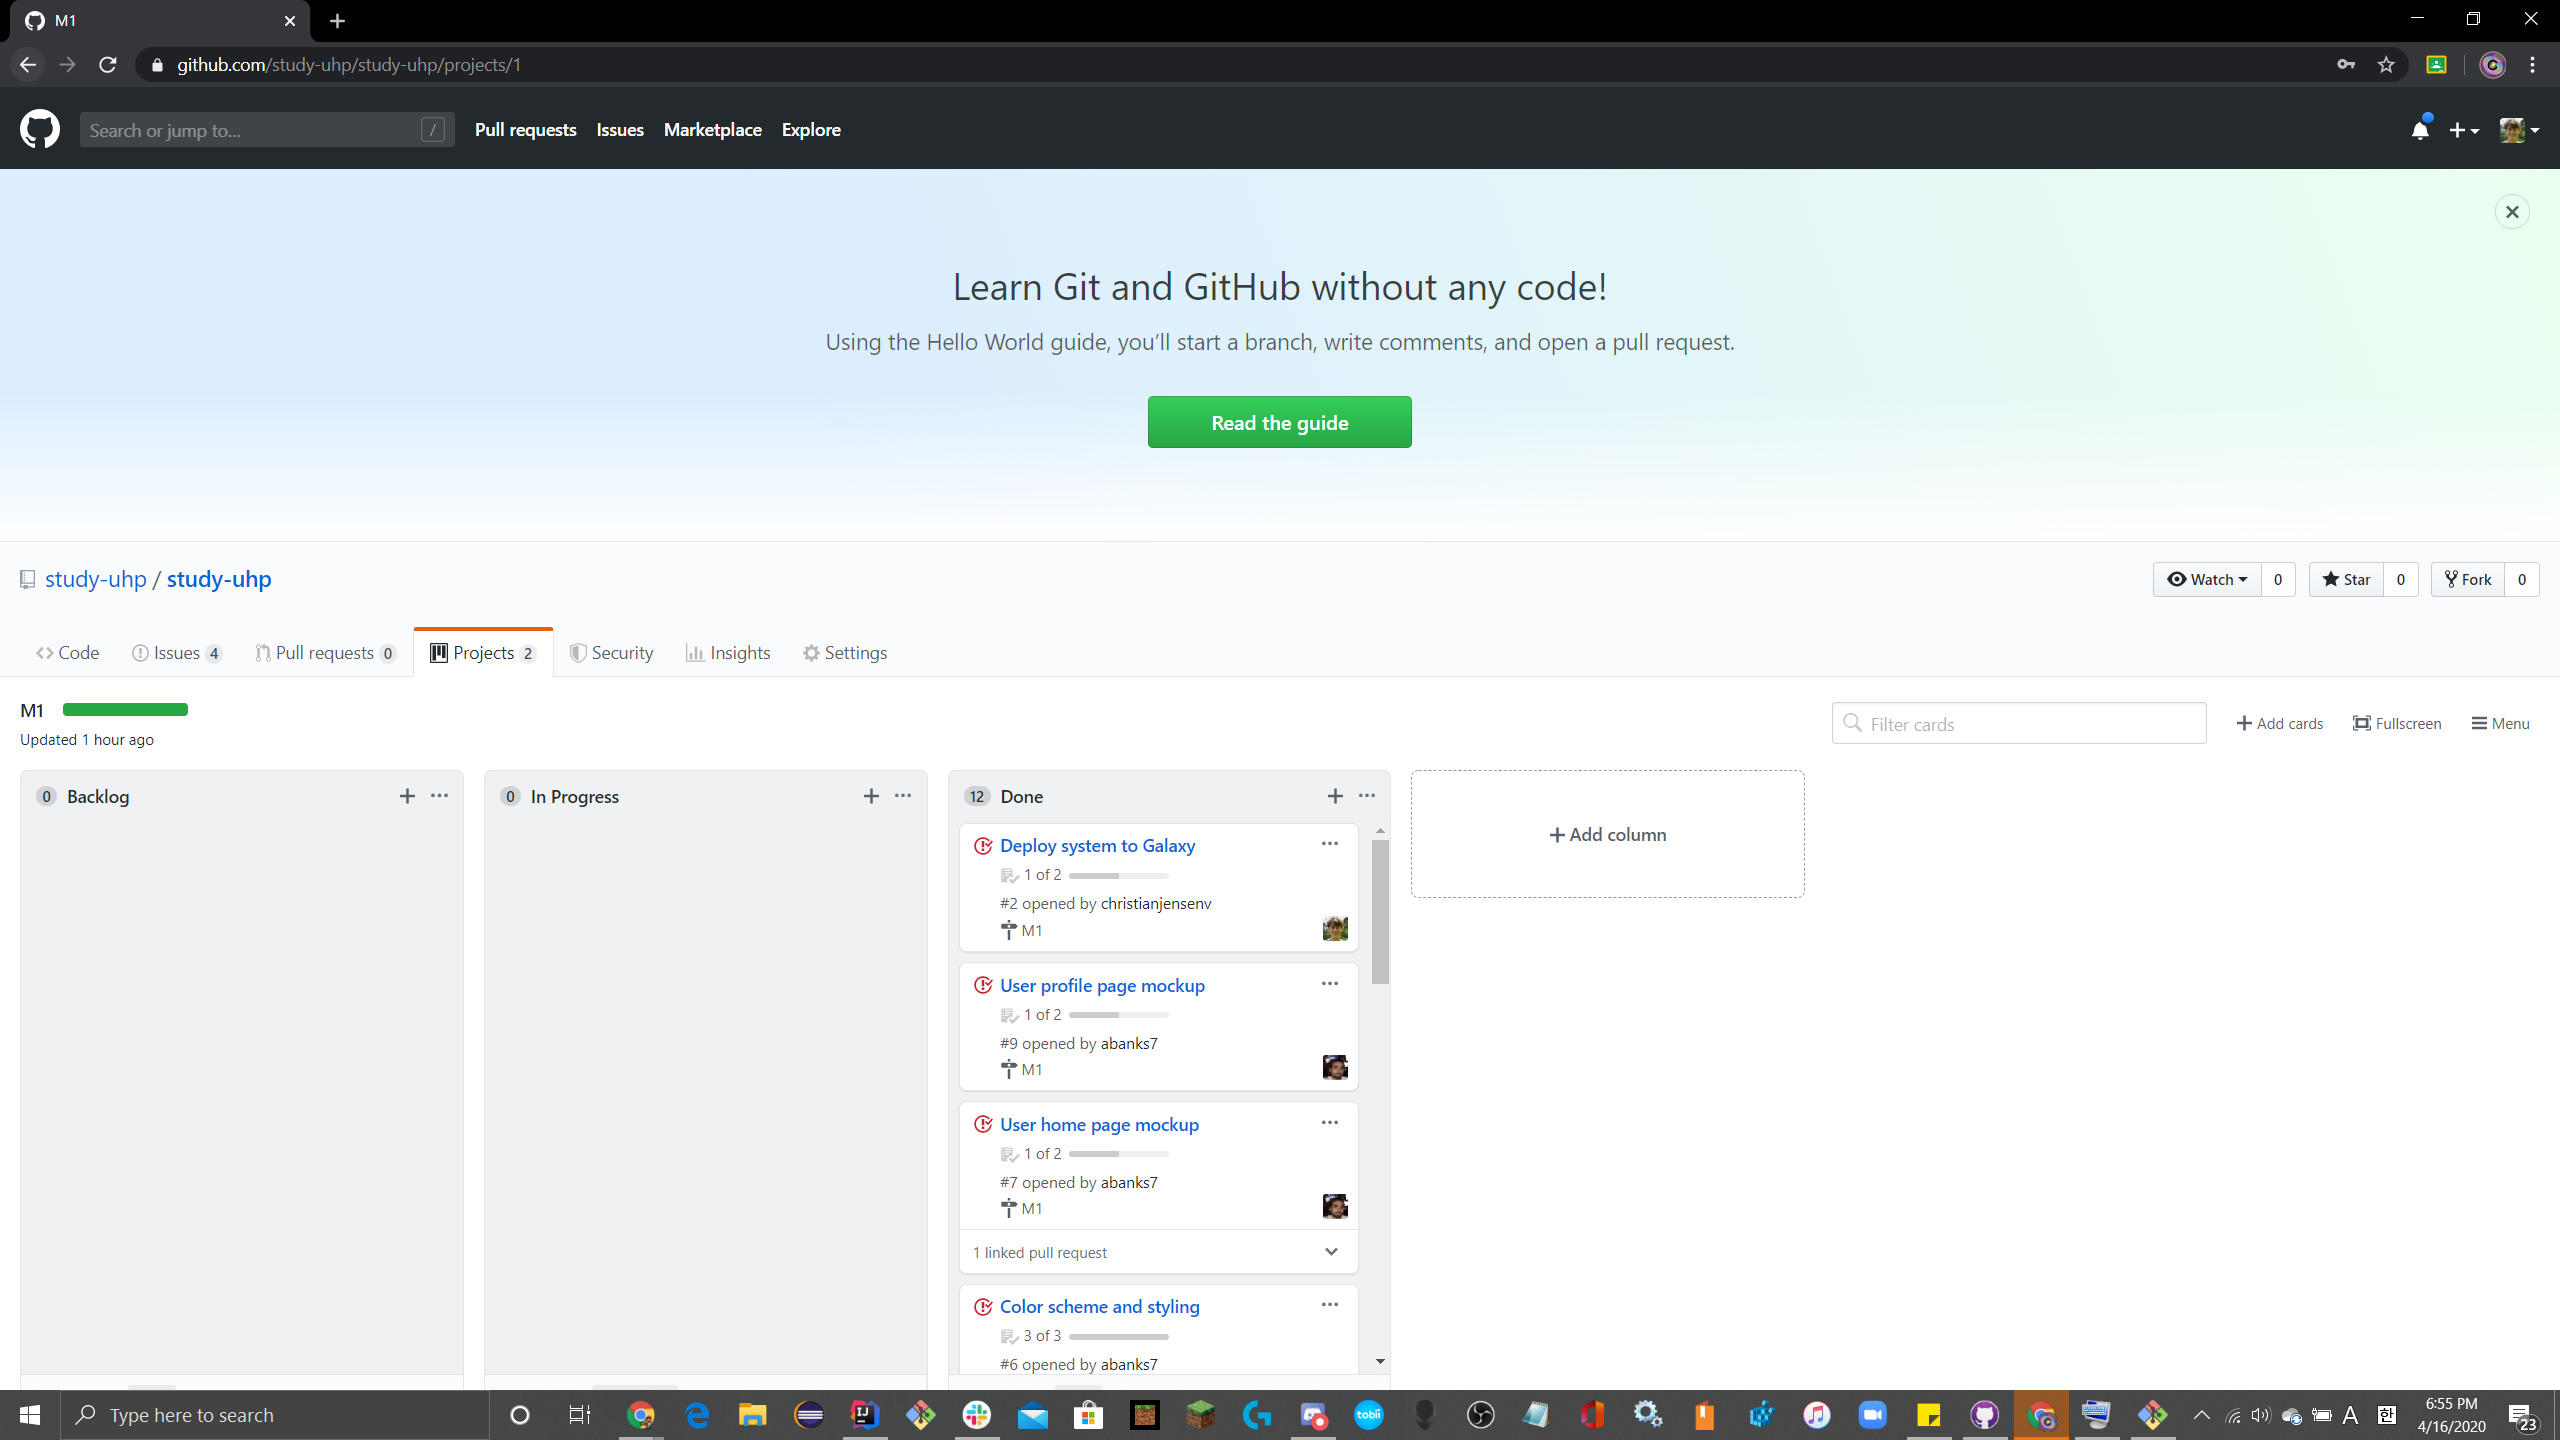 M1
github.com/study-uhp/study-uhp/projects/1
Search or jump to... /
Pull requests Issues Marketplace Explore
Learn Git and GitHub without any code!
Using the Hello World guide, you’ll start a branch, write comments, and open a pull request.
Read the guide
study-uhp / study-uhp
Watch 0 Star 0 Fork 0
Code Issues 4 Pull requests 0 Projects 2 Security Insights Settings
M1
Updated 1 hour ago
Filter cards
Add cards Fullscreen Menu
0 Backlog
0 In Progress
12 Done
Deploy system to Galaxy
1 of 2
#2 opened by christianjensenv
M1
User profile page mockup
1 of 2
#9 opened by abanks7
M1
User home page mockup
1 of 2
#7 opened by abanks7
M1
1 linked pull request
Color scheme and styling
3 of 3
#6 opened by abanks7
Add column
Type here to search
IJ
tobii
A
한
6:55 PM
4/16/2020
23